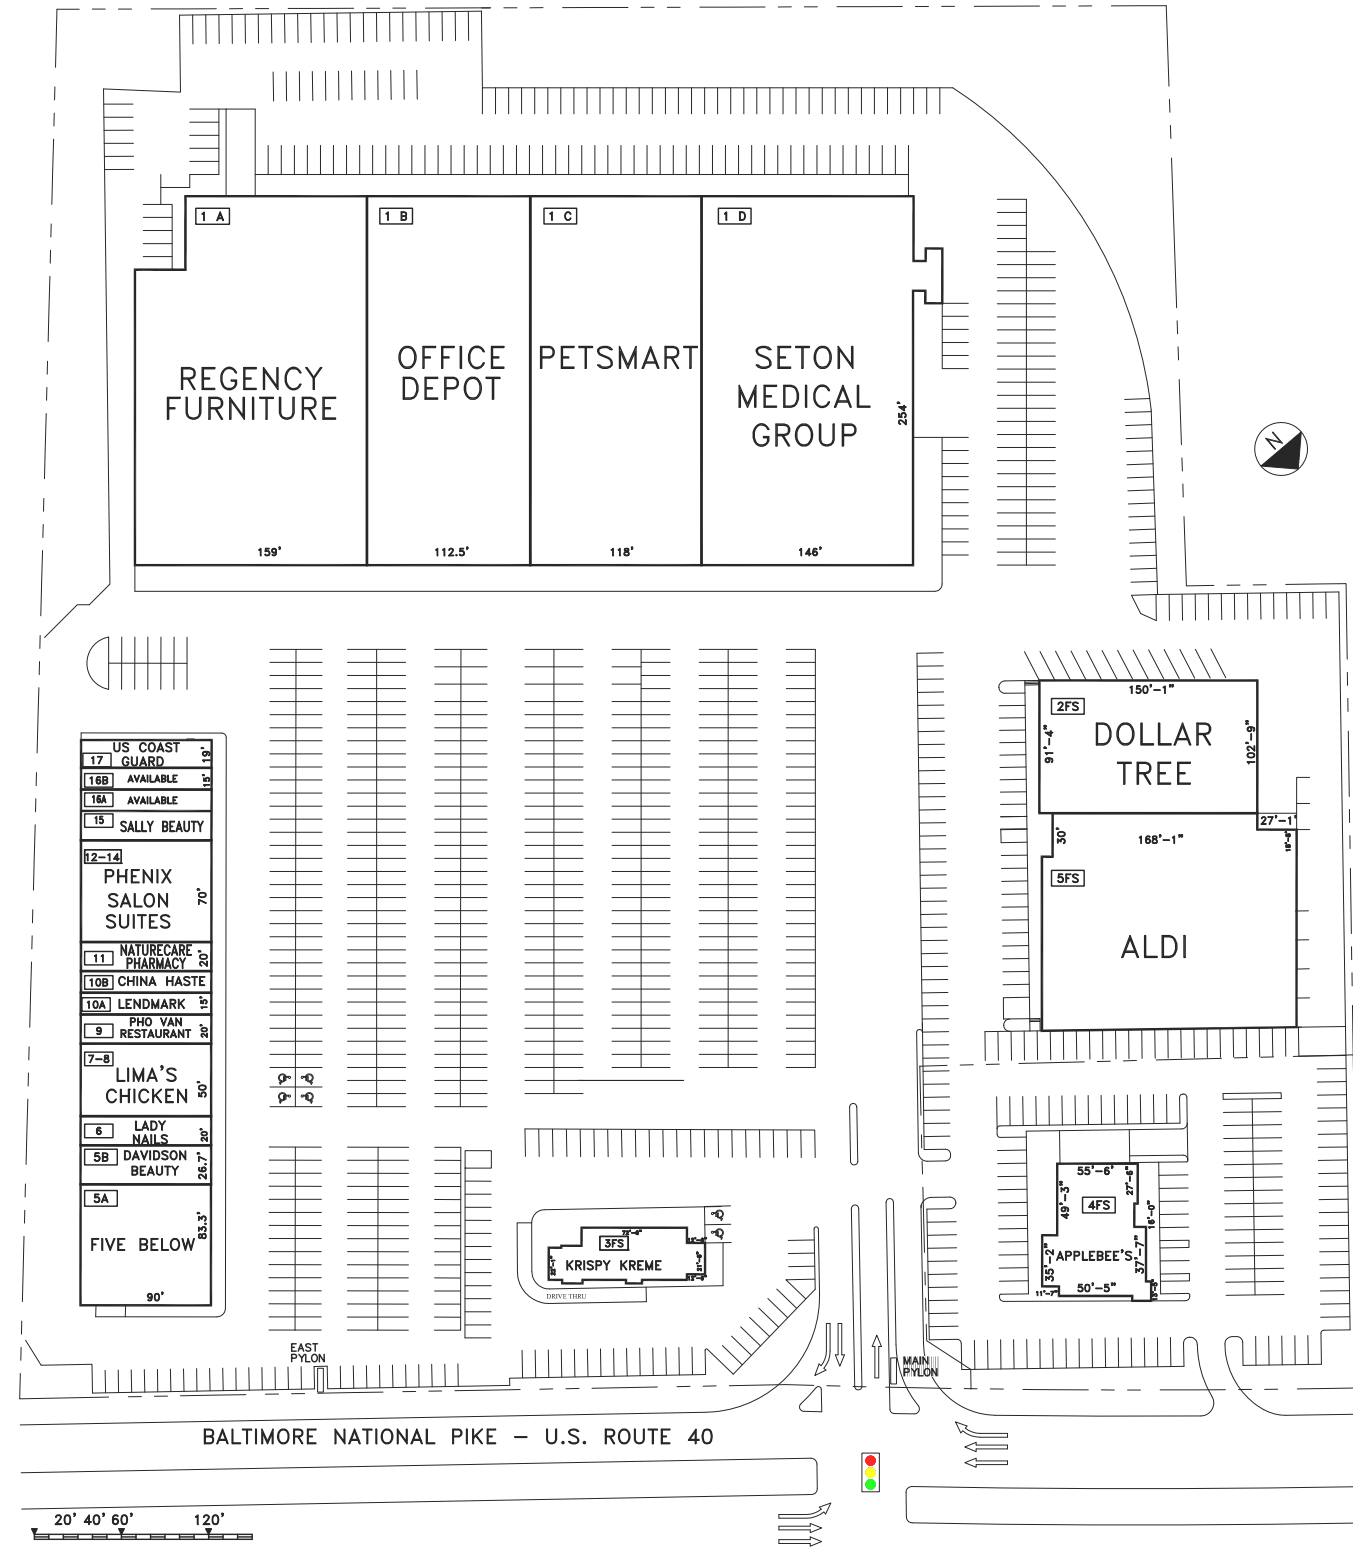 1 A
1 B
1 C
1 D
REGENCY
FURNITURE
OFFICE
DEPOT
PETSMART
SETON
MEDICAL
GROUP
254'
159'
112.5'
118'
146'
N
US COAST
GUARD
17
19'
16B
AVAILABLE
15'
16A
AVAILABLE
15
SALLY BEAUTY
12-14
PHENIX
SALON
SUITES
70'
11
NATURECARE
PHARMACY
20'
10B
CHINA HASTE
10A
LENDMARK
15'
9
PHO VAN
RESTAURANT
20'
7-8
LIMA'S
CHICKEN
50'
6
LADY
NAILS
20'
5B
DAVIDSON
BEAUTY
26.7'
5A
FIVE BELOW
83.3'
90'
150'-1"
2FS
DOLLAR
TREE
91'-4"
102'-9"
27'-1'
30'
168'-1"
5FS
ALDI
55'-6'
27'-6"
49'-3"
4FS
16'-0"
APPLEBEE'S
35'-2"
37'-7"
50'-5"
11'-7"
3FS
KRISPY KREME
DRIVE THRU
EAST
PYLON
MAIN
PYLON
BALTIMORE NATIONAL PIKE – U.S. ROUTE 40
20' 40' 60' 120'